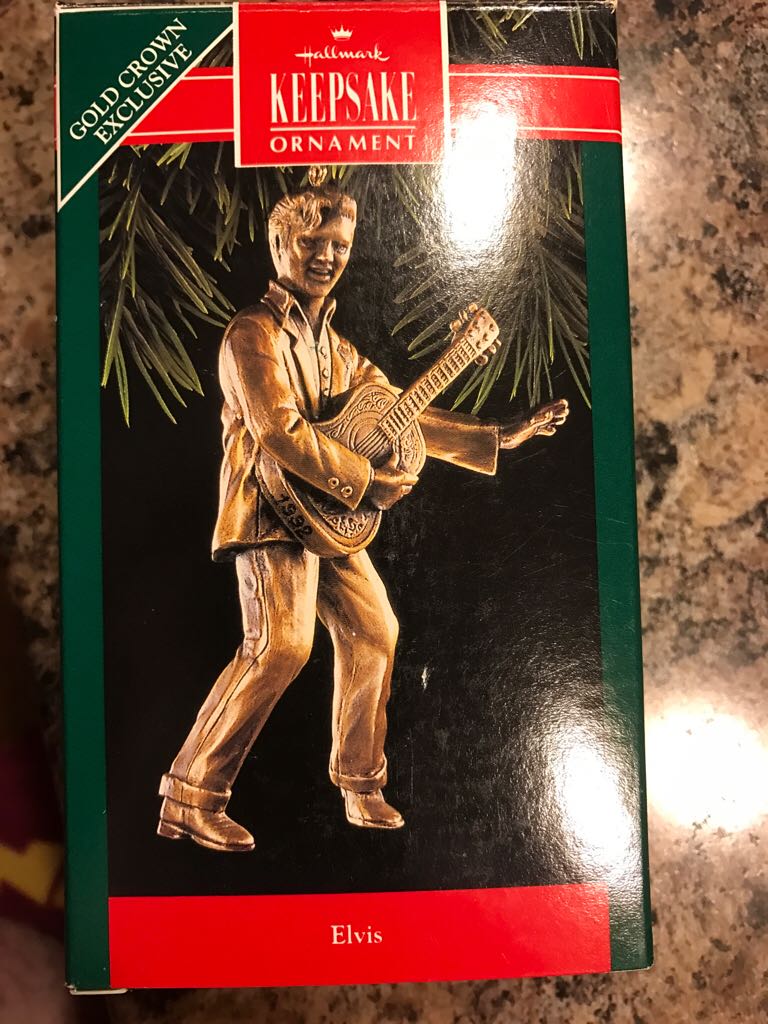 GOLD CROWN
EXCLUSIVE
Hallmark
KEEPSAKE
ORNAMENT
1992
Elvis